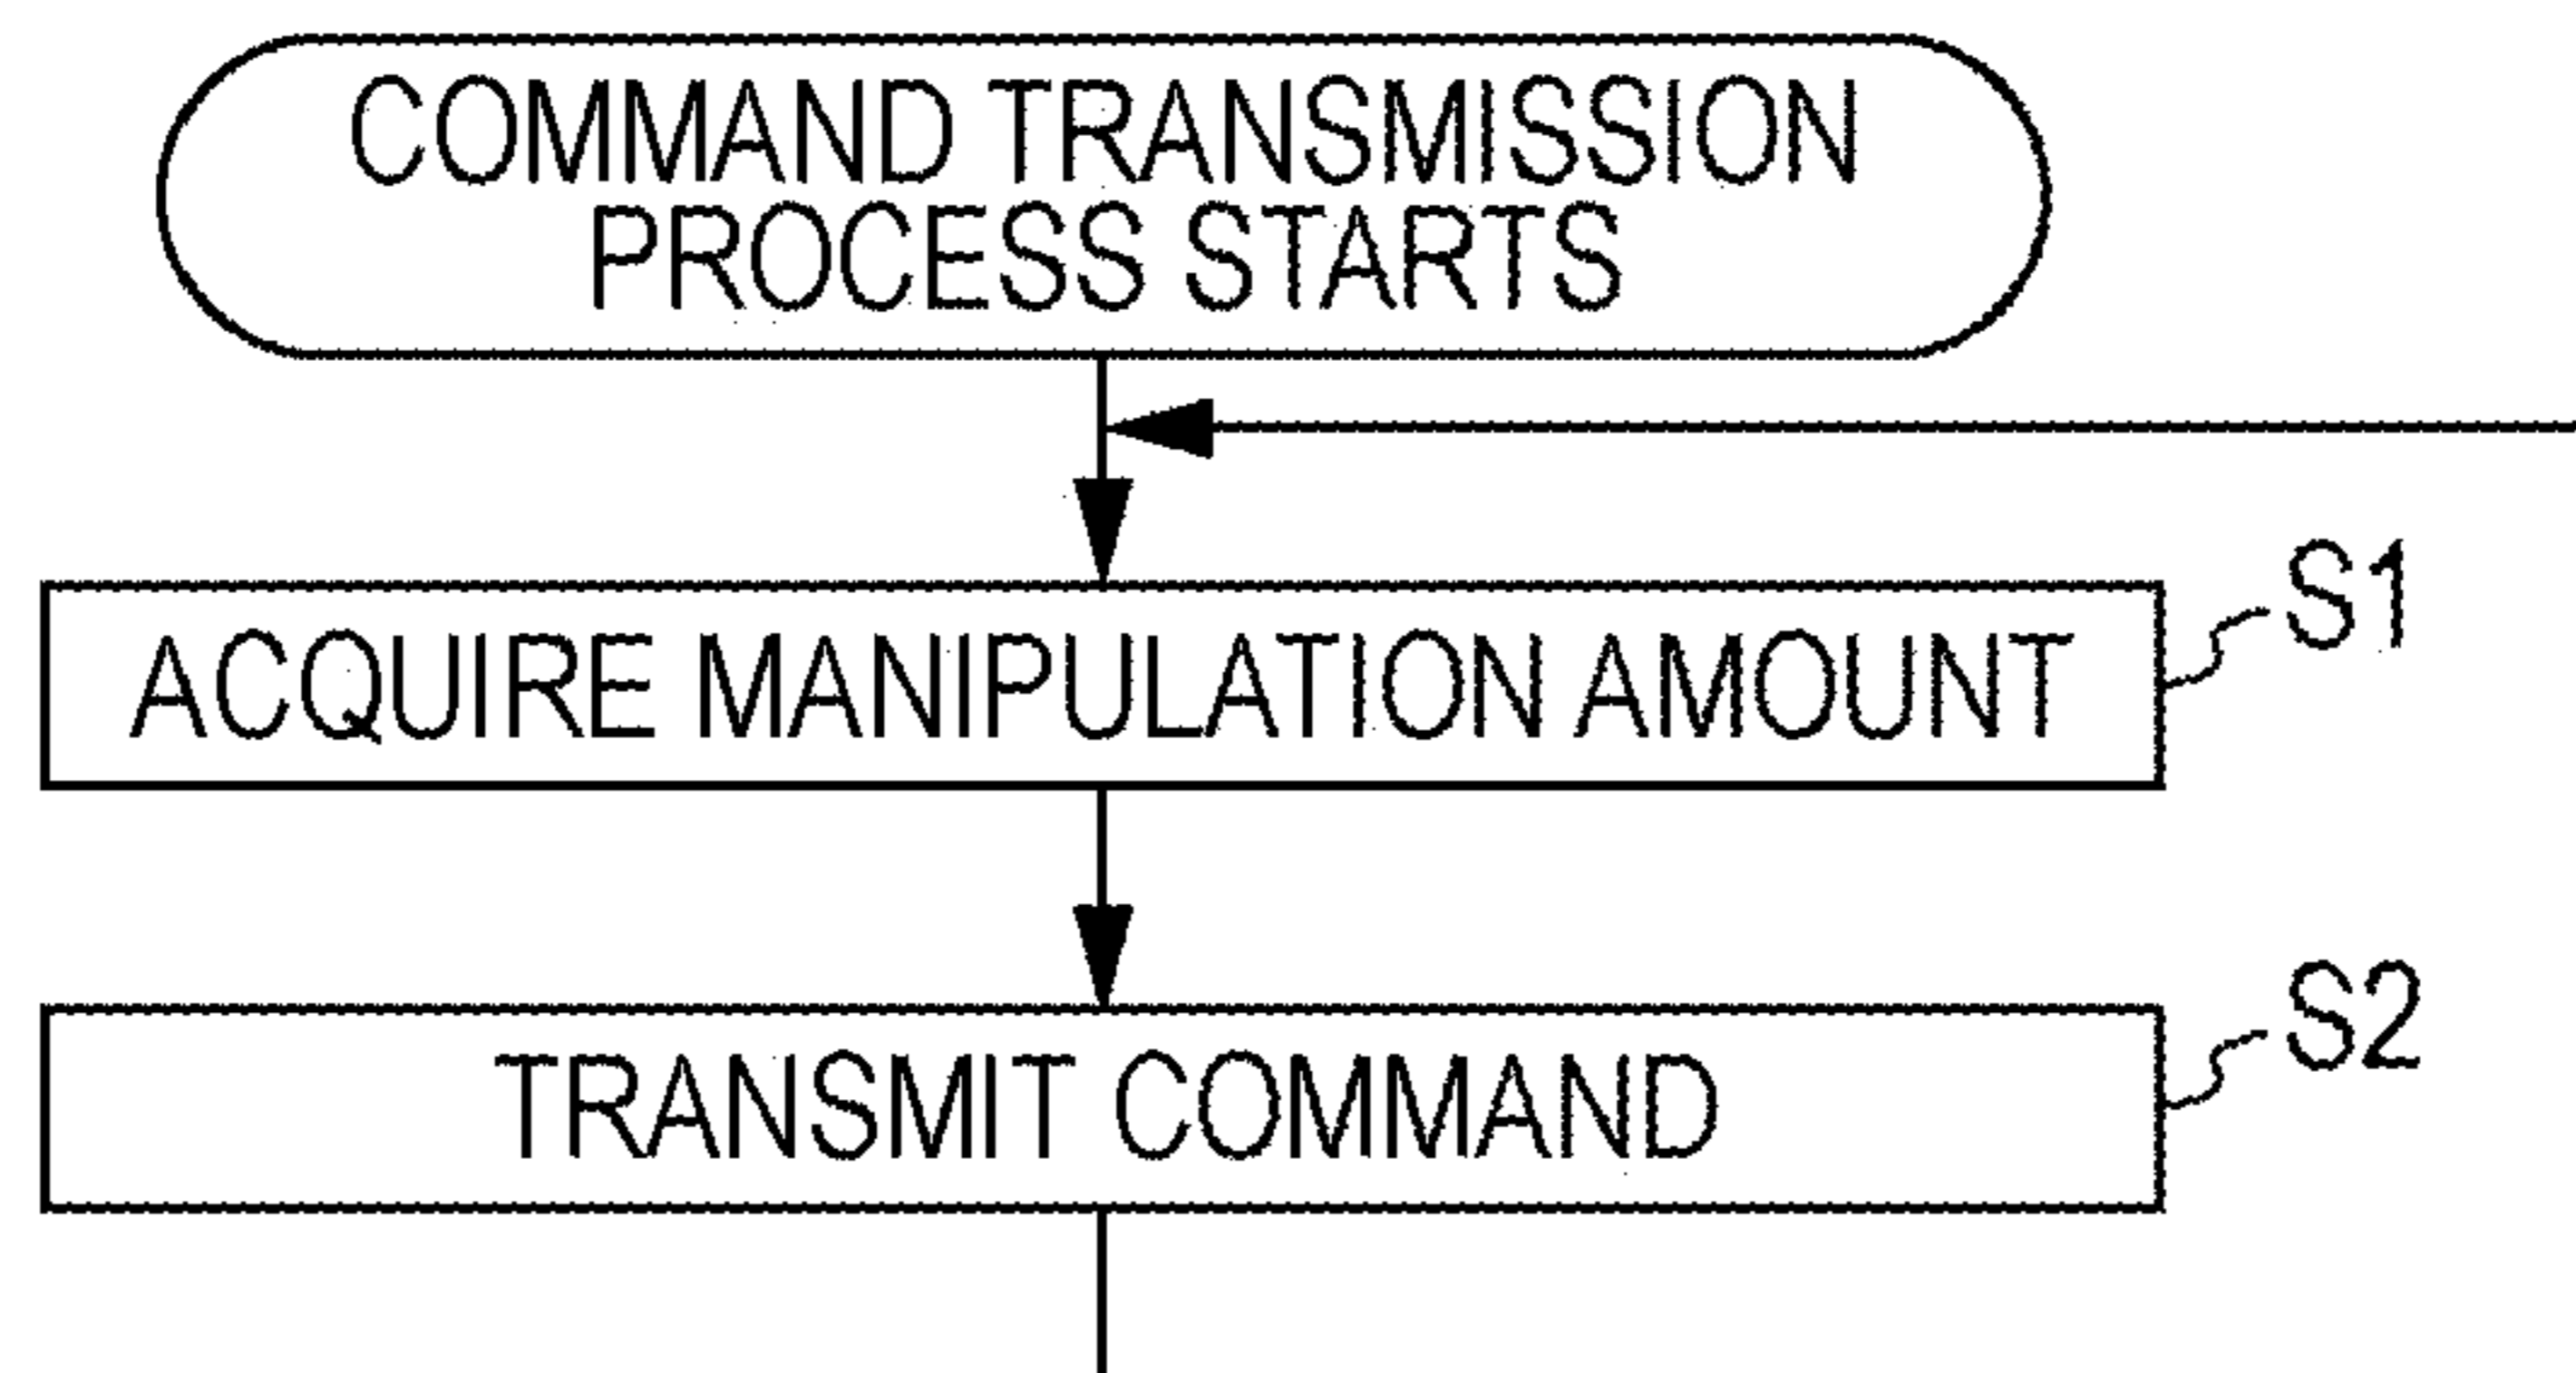 COMMAND TRANSMISSION
PROCESS STARTS
ACQUIRE MANIPULATION AMOUNT
S1
TRANSMIT COMMAND
S2